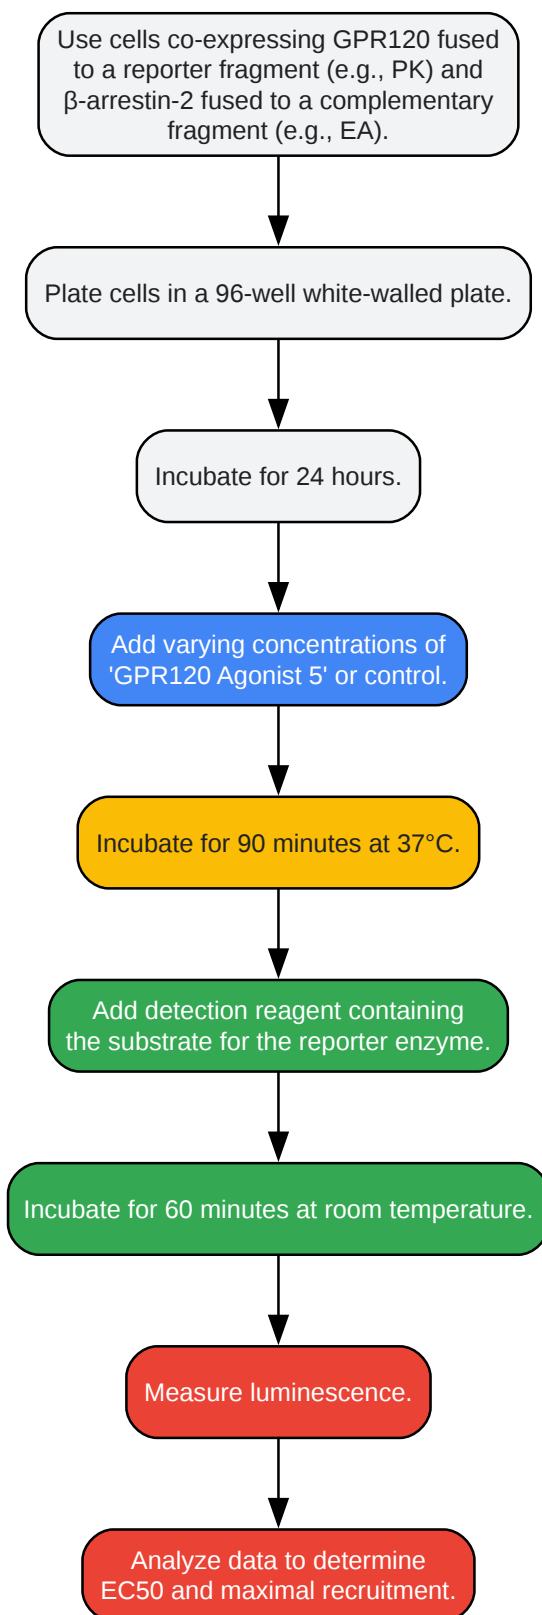 Use cells co-expressing GPR120 fused
to a reporter fragment (e.g., PK) and
β-arrestin-2 fused to a complementary
fragment (e.g., EA).
Plate cells in a 96-well white-walled plate.
Incubate for 24 hours.
Add varying concentrations of
'GPR120 Agonist 5' or control.
Incubate for 90 minutes at 37°C.
Add detection reagent containing
the substrate for the reporter enzyme.
Incubate for 60 minutes at room temperature.
Measure luminescence.
Analyze data to determine
EC50 and maximal recruitment.